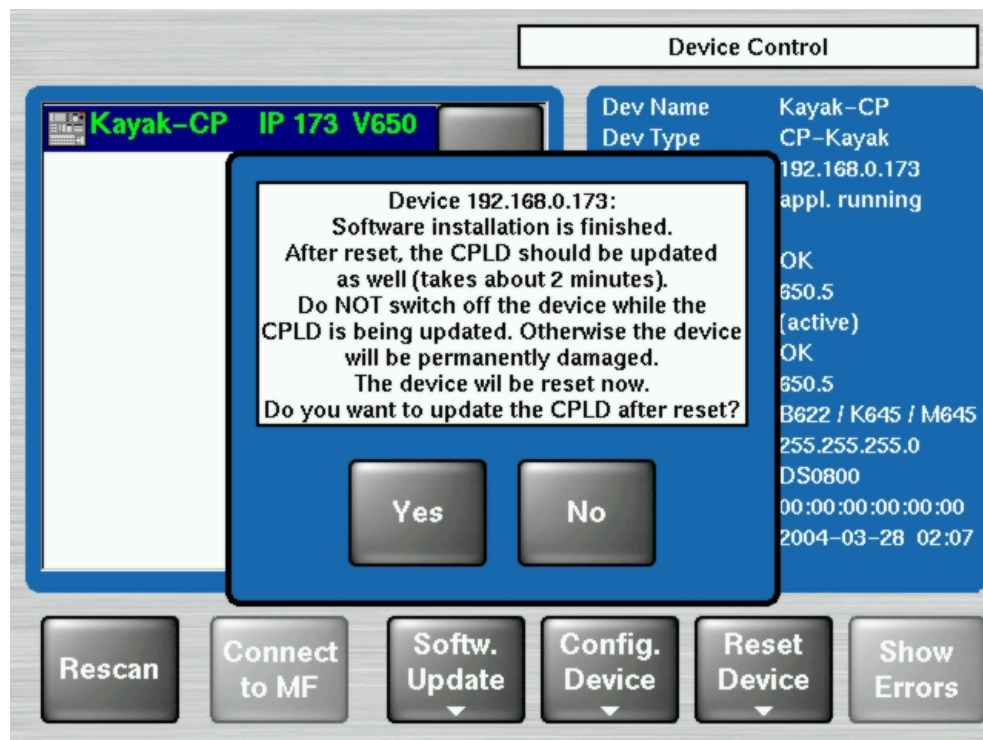 Device Control
Kayak-CP IP 173 V650
Dev Name Kayak-CP
Dev Type CP-Kayak
192.168.0.173
appl. running
OK
650.5
(active)
OK
650.5
B622 / K645 / M645
255.255.255.0
DS0800
00:00:00:00:00:00
2004-03-28 02:07
Device 192.168.0.173:
Software installation is finished.
After reset, the CPLD should be updated
as well (takes about 2 minutes).
Do NOT switch off the device while the
CPLD is being updated. Otherwise the device
will be permanently damaged.
The device wil be reset now.
Do you want to update the CPLD after reset?
Yes No
Rescan
Connect
to MF
Softw.
Update
Config.
Device
Reset
Device
Show
Errors